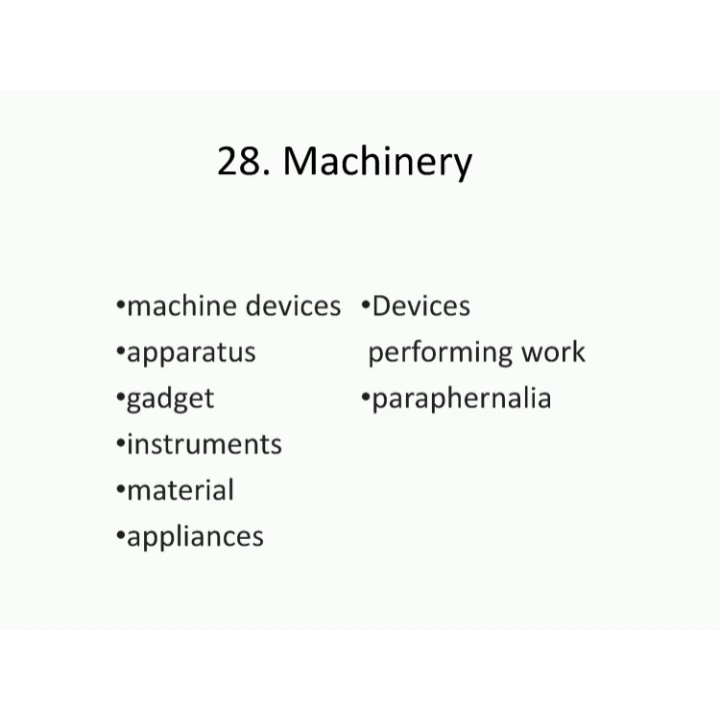 28. Machinery
•machine devices
•apparatus
•gadget
•instruments
•material
•appliances
•Devices
performing work
•paraphernalia